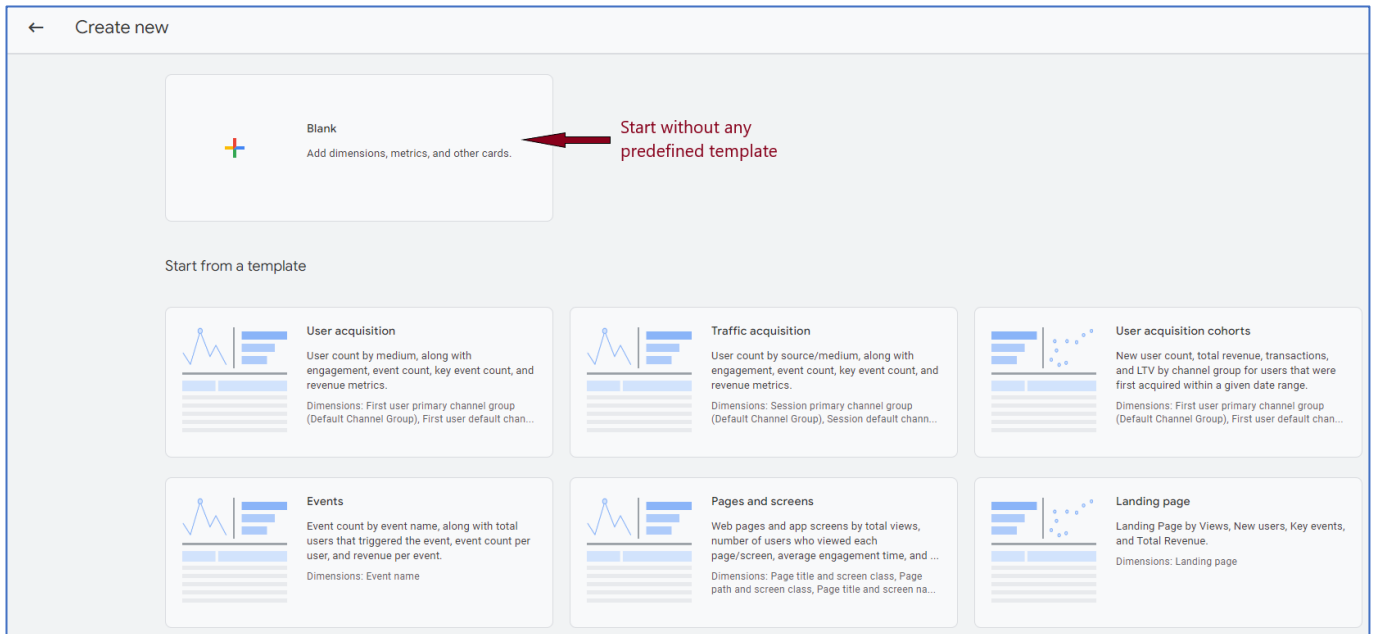 Create new
Blank
Add dimensions, metrics, and other cards.
Start without any
predefined template
Start from a template
User acquisition
User count by medium, along with
engagement, event count, key event count, and
revenue metrics.
Dimensions: First user primary channel group
(Default Channel Group), First user default chan...
Traffic acquisition
User count by source/medium, along with
engagement, event count, key event count, and
revenue metrics.
Dimensions: Session primary channel group
(Default Channel Group), Session default chann...
User acquisition cohorts
New user count, total revenue, transactions,
and LTV by channel group for users that were
first acquired within a given date range.
Dimensions: First user primary channel group
(Default Channel Group), First user default chan...
Events
Event count by event name, along with total
users that triggered the event, event count per
user, and revenue per event.
Dimensions: Event name
Pages and screens
Web pages and app screens by total views,
number of users who viewed each
page/screen, average engagement time, and ...
Dimensions: Page title and screen class, Page
path and screen class, Page title and screen na...
Landing page
Landing Page by Views, New users, Key events,
and Total Revenue.
Dimensions: Landing page